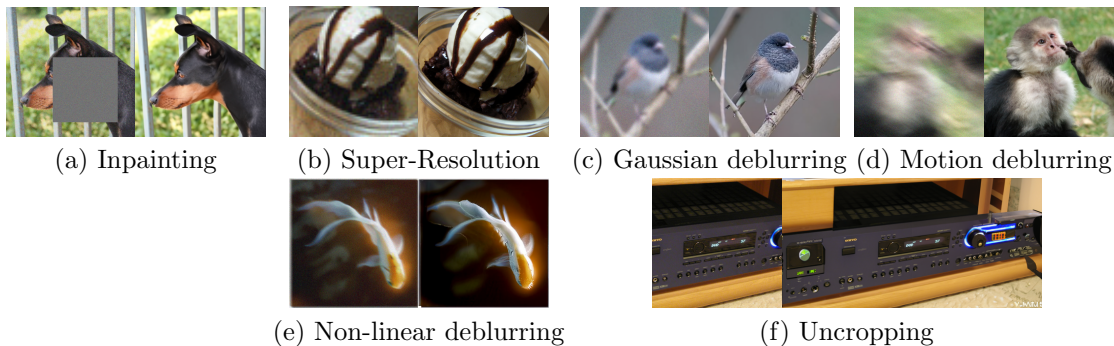 (a) Inpainting
(b) Super-Resolution
(c) Gaussian deblurring
(d) Motion deblurring
(e) Non-linear deblurring
(f) Uncropping